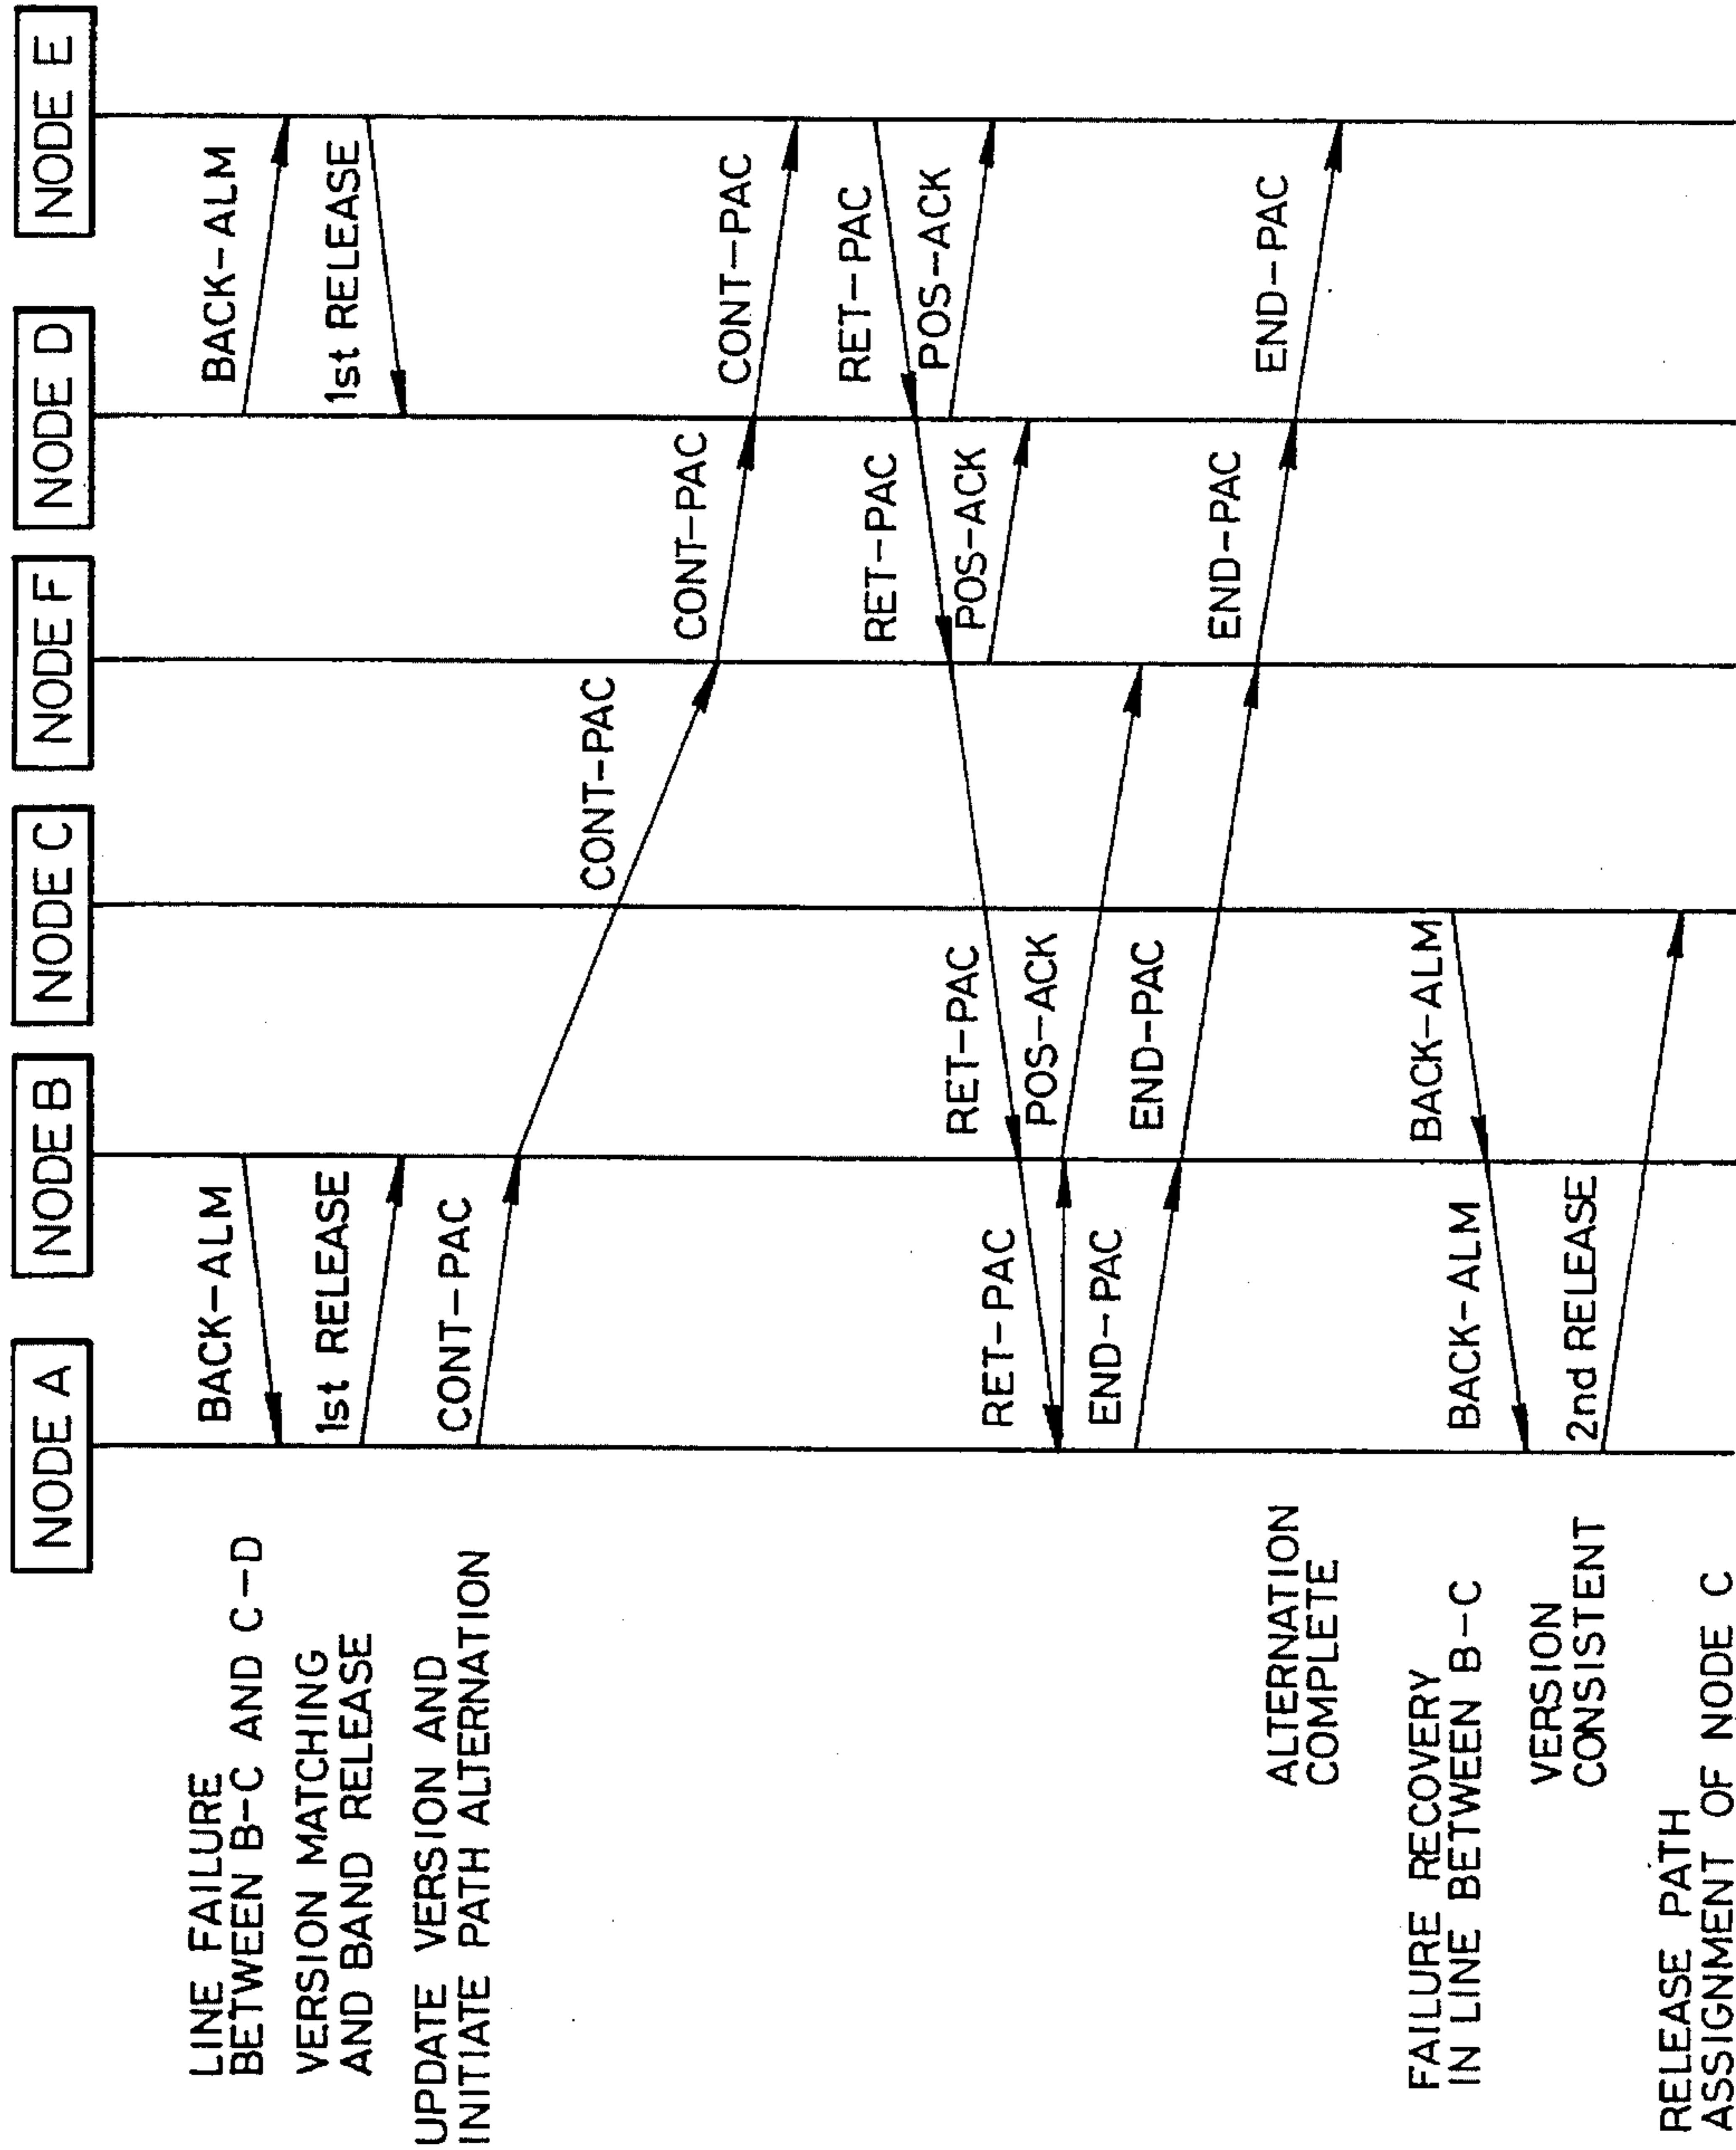 NODE A
NODE B
NODE C
NODE F
NODE D
NODE E
LINE FAILURE
BETWEEN B-C AND C-D
BACK-ALM
BACK-ALM
VERSION MATCHING
AND BAND RELEASE
1st RELEASE
1st RELEASE
UPDATE VERSION AND
INITIATE PATH ALTERNATION
CONT-PAC
CONT-PAC
CONT-PAC
CONT-PAC
RET-PAC
RET-PAC
RET-PAC
RET-PAC
POS-ACK
POS-ACK
POS-ACK
END-PAC
END-PAC
END-PAC
END-PAC
ALTERNATION
COMPLETE
FAILURE RECOVERY
IN LINE BETWEEN B-C
BACK-ALM
BACK-ALM
VERSION
CONSISTENT
2nd RELEASE
RELEASE PATH
ASSIGNMENT OF NODE C